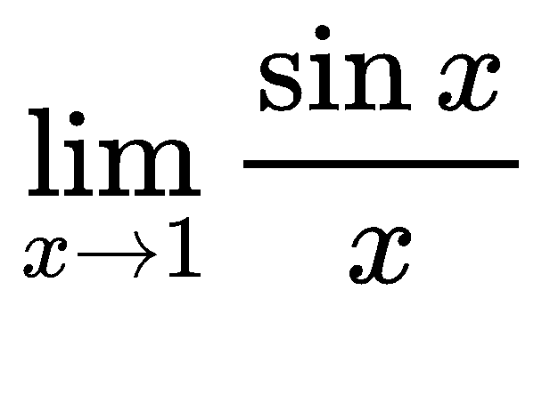 lim sin x / x
x→1